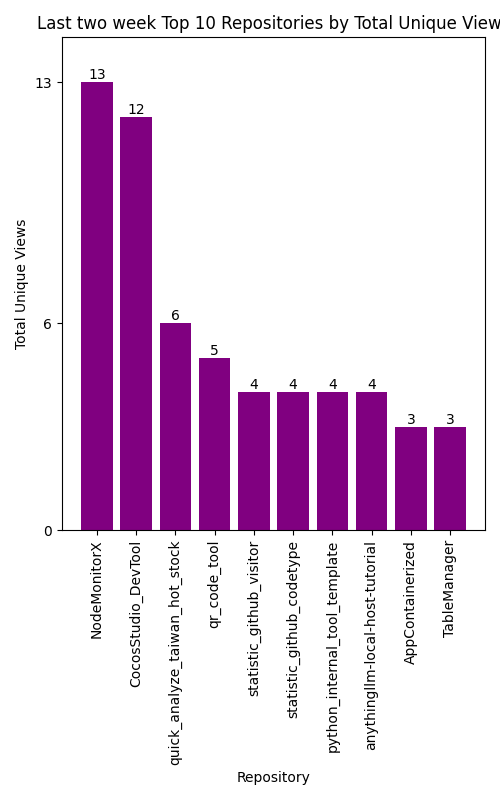 Last two week Top 10 Repositories by Total Unique View
13
12
6
5
4
4
4
4
3
3
13
6
0
Total Unique Views
NodeMonitorX
CocosStudio_DevTool
quick_analyze_taiwan_hot_stock
qr_code_tool
statistic_github_visitor
statistic_github_codetype
python_internal_tool_template
anythingllm-local-host-tutorial
AppContainerized
TableManager
Repository